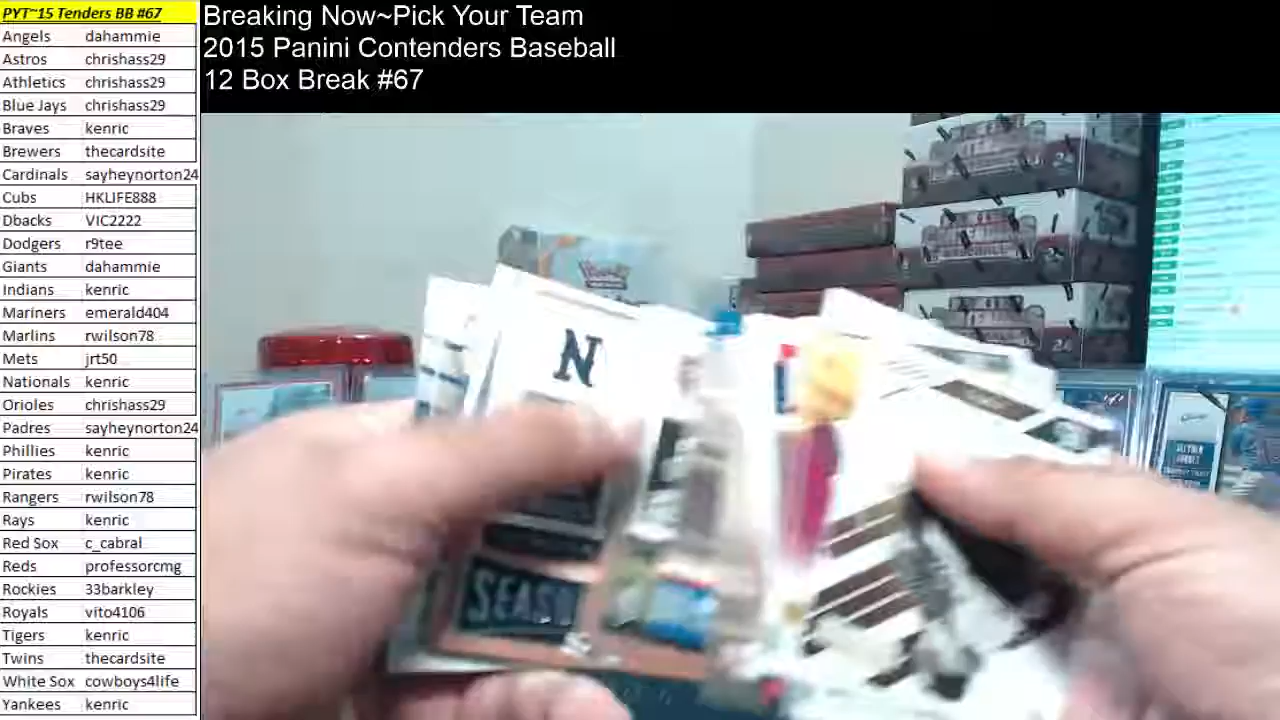 PYT~15 Tenders BB #67
Angels dahammie
Astros chrishass29
Athletics chrishass29
Blue Jays chrishass29
Braves kenric
Brewers thecardsite
Cardinals sayheynorton24
Cubs HKLIFE888
Dbacks VIC2222
Dodgers r9tee
Giants dahammie
Indians kenric
Mariners emerald404
Marlins rwilson78
Mets jrt50
Nationals kenric
Orioles chrishass29
Padres sayheynorton24
Phillies kenric
Pirates kenric
Rangers rwilson78
Rays kenric
Red Sox c_cabral
Reds professorcmg
Rockies 33barkley
Royals vito4106
Tigers kenric
Twins thecardsite
White Sox cowboys4life
Yankees kenric
Breaking Now~Pick Your Team
2015 Panini Contenders Baseball
12 Box Break #67
24
24
N
SEASO